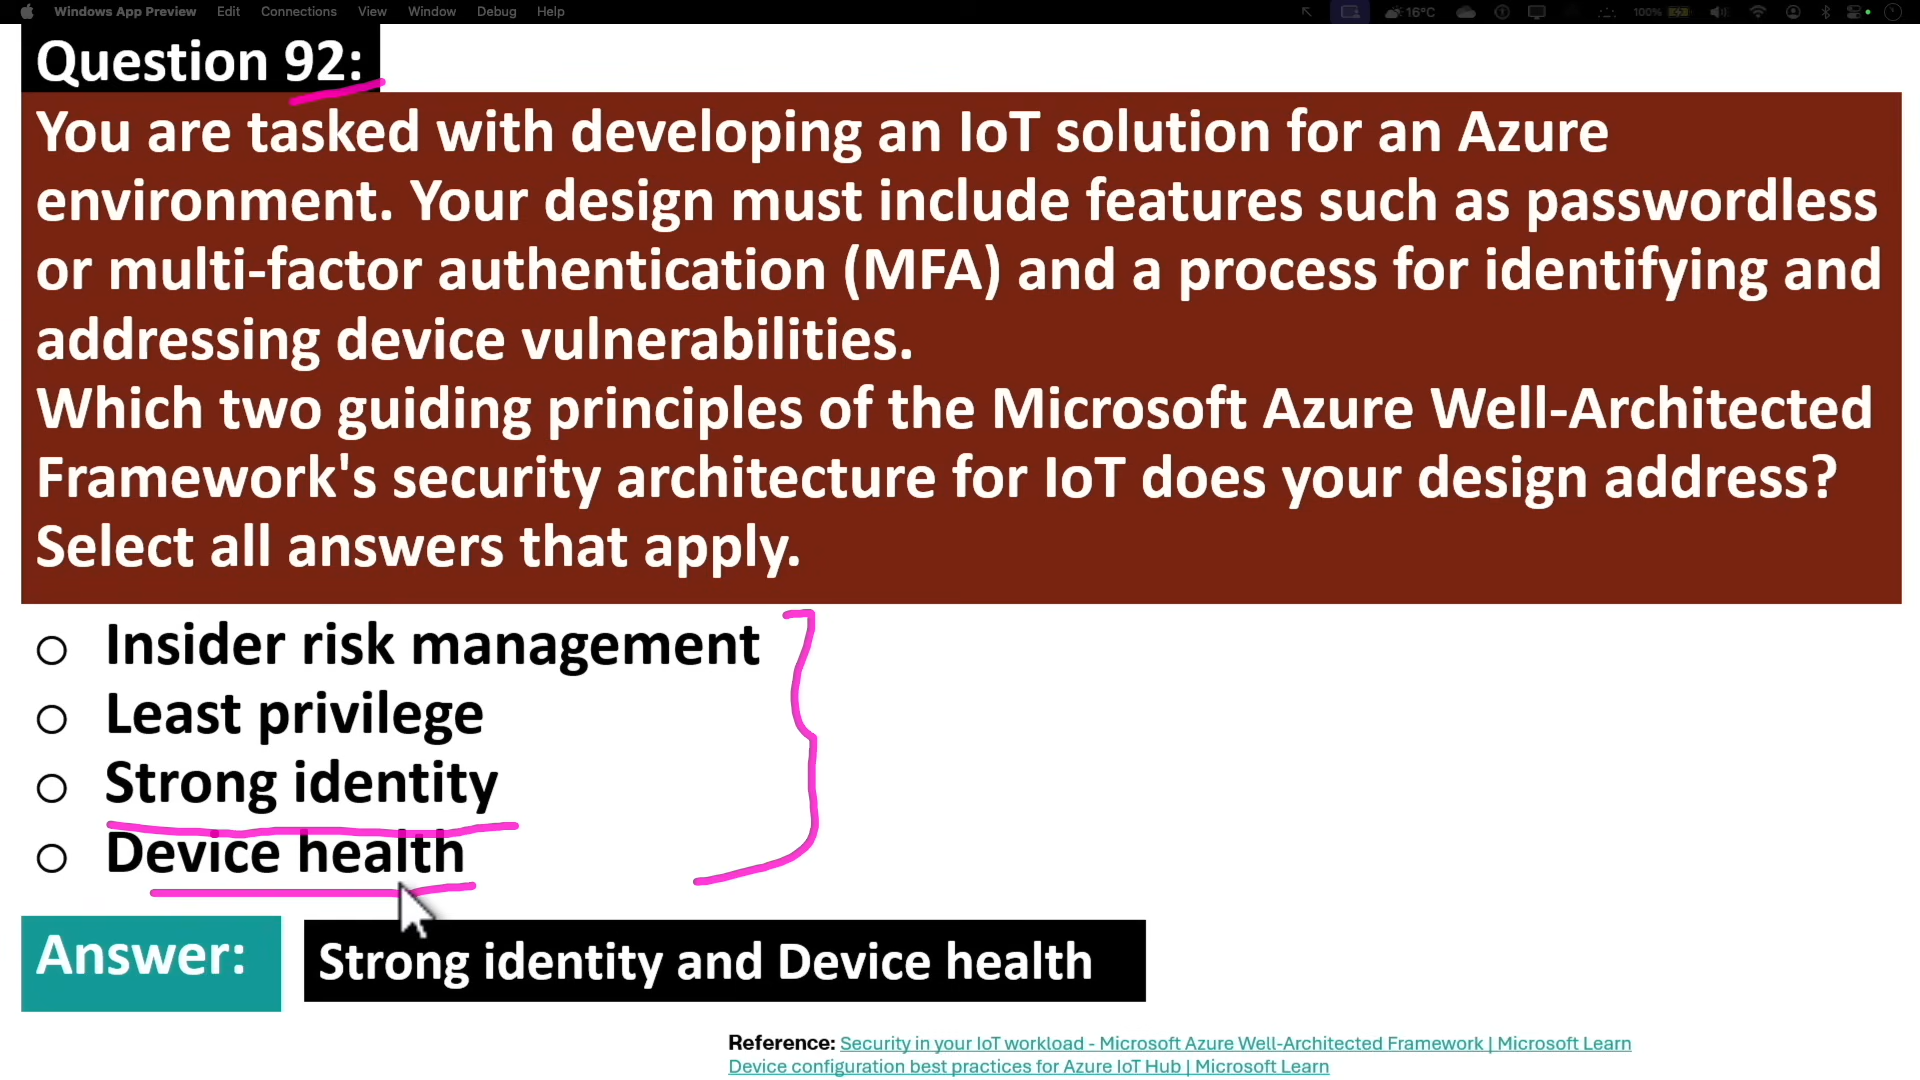 Windows App Preview Edit Connections View Window Debug Help 16°C 100%
Question 92:
You are tasked with developing an IoT solution for an Azure
environment. Your design must include features such as passwordless
or multi-factor authentication (MFA) and a process for identifying and
addressing device vulnerabilities.
Which two guiding principles of the Microsoft Azure Well-Architected
Framework's security architecture for IoT does your design address?
Select all answers that apply.
Insider risk management
Least privilege
Strong identity
Device health
Answer: Strong identity and Device health
Reference: Security in your IoT workload - Microsoft Azure Well-Architected Framework | Microsoft Learn
Device configuration best practices for Azure IoT Hub | Microsoft Learn